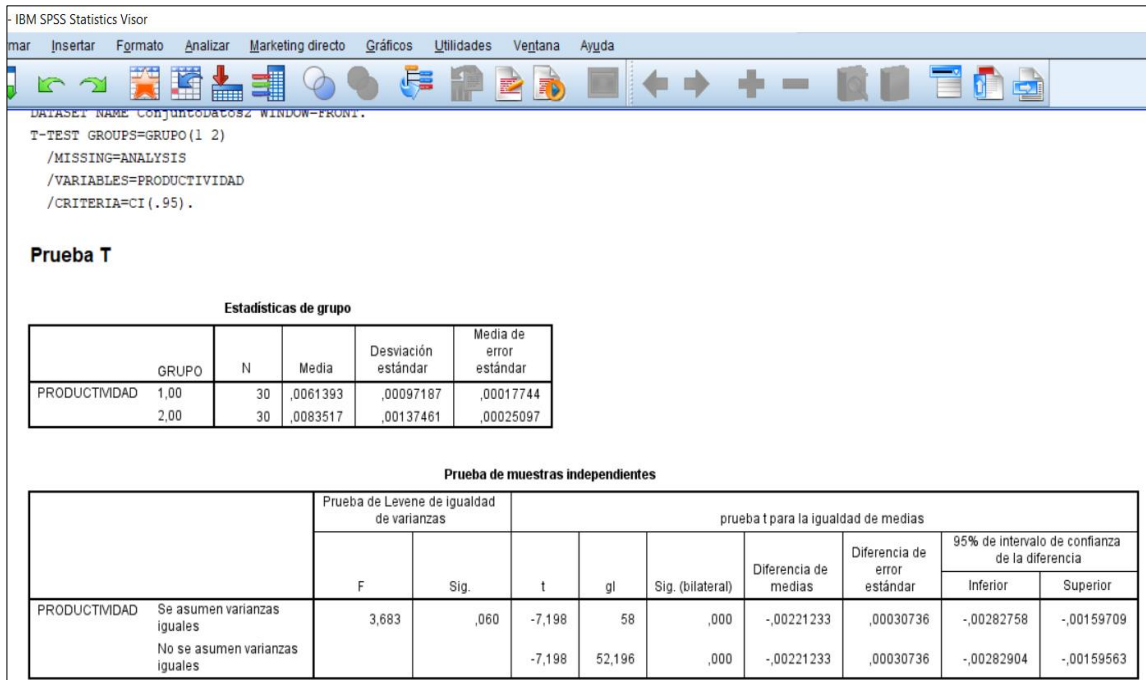 - IBM SPSS Statistics Visor
mar Insertar Formato Analizar Marketing directo Gráficos Utilidades Ventana Ayuda
DATASET NAME ConjuntoDatos2 WINDOW=FRONT.
T-TEST GROUPS=GRUPO(1 2)
/MISSING=ANALYSIS
/VARIABLES=PRODUCTIVIDAD
/CRITERIA=CI(.95).
Prueba T
Estadísticas de grupo
GRUPO N Media Desviación estándar Media de error estándar
PRODUCTIVIDAD 1,00 30 ,0061393 ,00097187 ,00017744
2,00 30 ,0083517 ,00137461 ,00025097
Prueba de muestras independientes
Prueba de Levene de igualdad de varianzas prueba t para la igualdad de medias
F Sig. t gl Sig. (bilateral) Diferencia de medias Diferencia de error estándar 95% de intervalo de confianza de la diferencia
Inferior Superior
PRODUCTIVIDAD Se asumen varianzas iguales 3,683 ,060 -7,198 58 ,000 -,00221233 ,00030736 -,00282758 -,00159709
No se asumen varianzas iguales -7,198 52,196 ,000 -,00221233 ,00030736 -,00282904 -,00159563